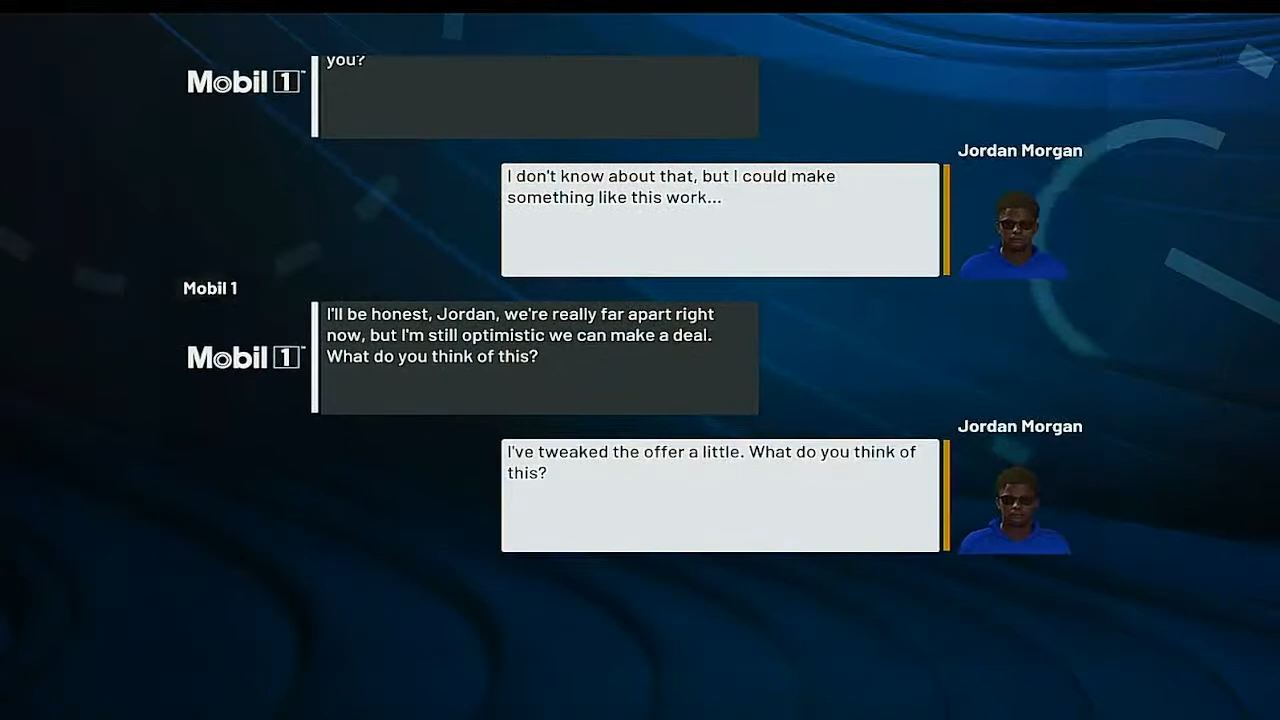 you?
Mobil 1™
Jordan Morgan
I don't know about that, but I could make
something like this work...
Mobil 1
I'll be honest, Jordan, we're really far apart right
now, but I'm still optimistic we can make a deal.
What do you think of this?
Mobil 1™
Jordan Morgan
I've tweaked the offer a little. What do you think of
this?